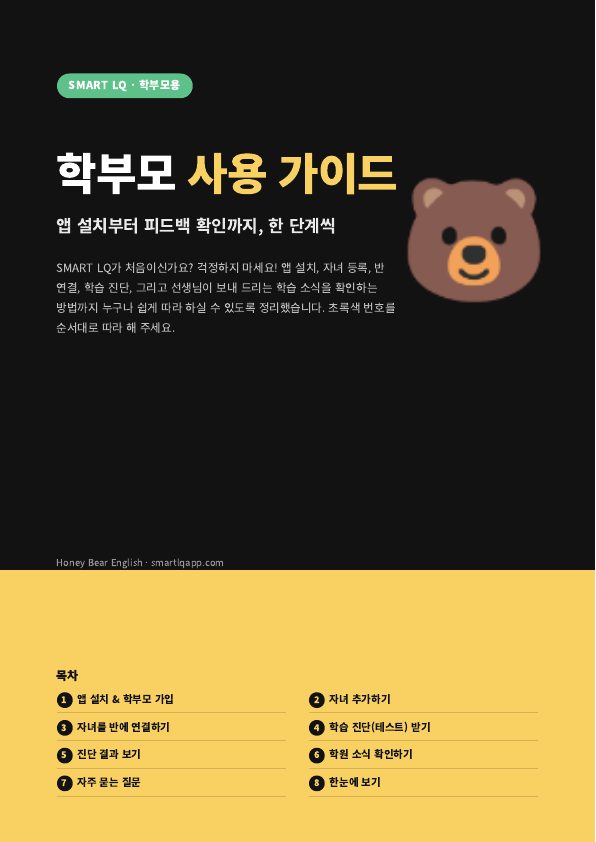 SMART LQ · 학부모용
학부모 사용 가이드
앱 설치부터 피드백 확인까지, 한 단계씩
SMART LQ가 처음이신가요? 걱정하지 마세요! 앱 설치, 자녀 등록, 반
연결, 학습 진단, 그리고 선생님이 보내 드리는 학습 소식을 확인하는
방법까지 누구나 쉽게 따라 하실 수 있도록 정리했습니다. 초록색 번호를
순서대로 따라 해 주세요.
Honey Bear English · smartlqapp.com
목차
1 앱 설치 & 학부모 가입
2 자녀 추가하기
3 자녀를 반에 연결하기
4 학습 진단(테스트) 받기
5 진단 결과 보기
6 학원 소식 확인하기
7 자주 묻는 질문
8 한눈에 보기